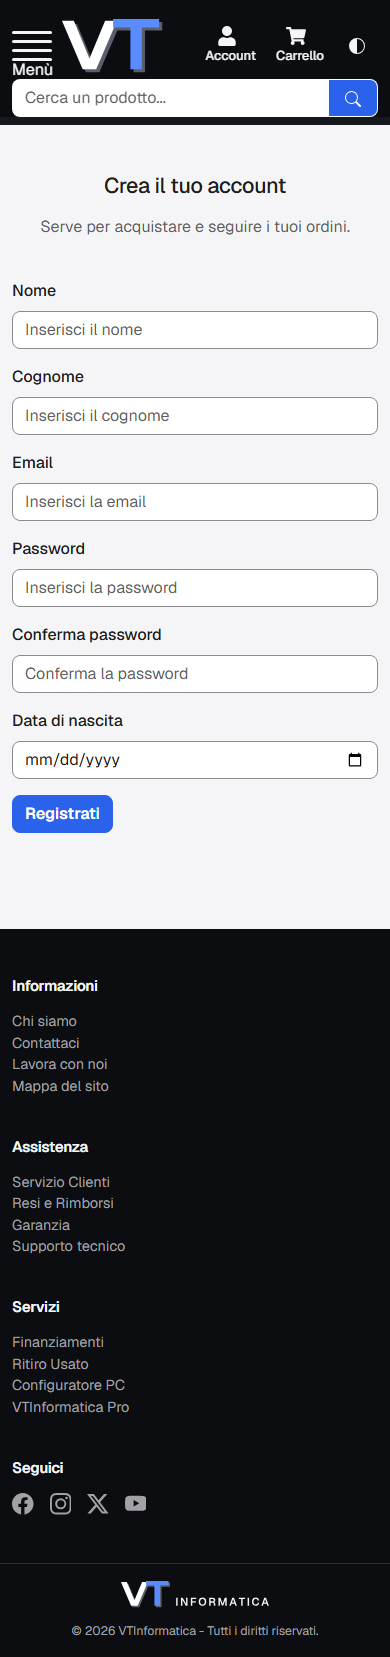 Menù
VT
Account
Carrello
Cerca un prodotto...
Crea il tuo account
Serve per acquistare e seguire i tuoi ordini.
Nome
Inserisci il nome
Cognome
Inserisci il cognome
Email
Inserisci la email
Password
Inserisci la password
Conferma password
Conferma la password
Data di nascita
mm/dd/yyyy
Registrati
Informazioni
Chi siamo
Contattaci
Lavora con noi
Mappa del sito
Assistenza
Servizio Clienti
Resi e Rimborsi
Garanzia
Supporto tecnico
Servizi
Finanziamenti
Ritiro Usato
Configuratore PC
VTInformatica Pro
Seguici
VT INFORMATICA
© 2026 VTInformatica - Tutti i diritti riservati.